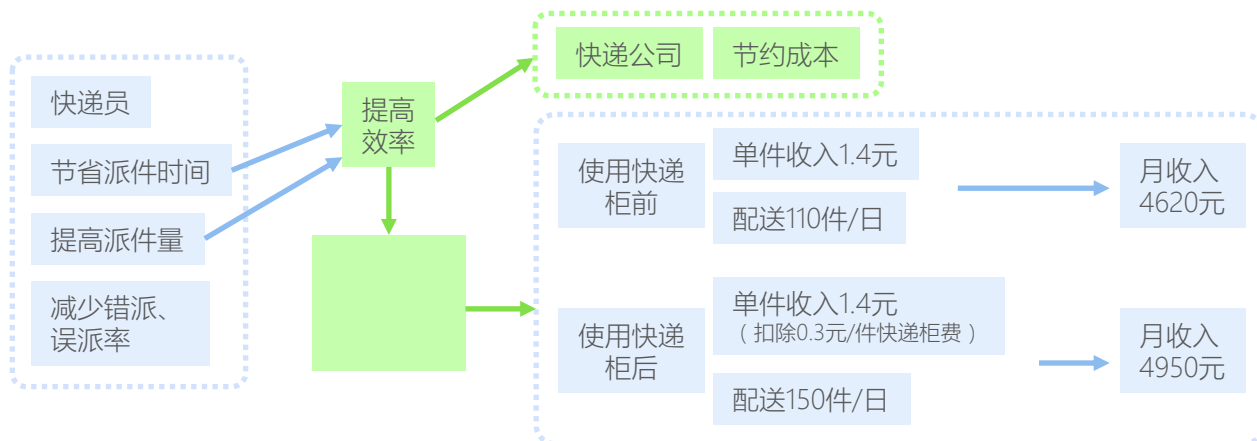 快递员
节省派件时间
提高派件量
减少错派、
误派率
提高
效率
快递公司
节约成本
使用快递
柜前
单件收入1.4元
配送110件/日
月收入
4620元
使用快递
柜后
单件收入1.4元
（扣除0.3元/件快递柜费）
配送150件/日
月收入
4950元